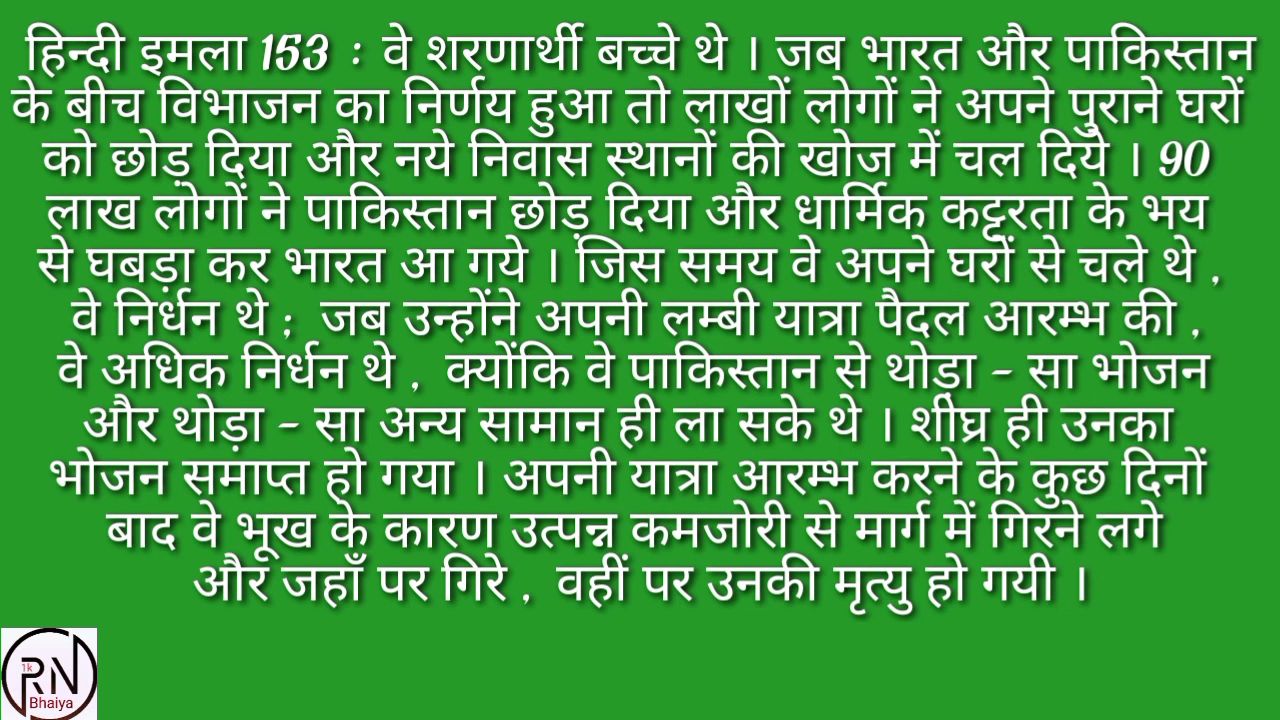 हिन्दी इमला 153 : वे शरणार्थी बच्चे थे । जब भारत और पाकिस्तान
के बीच विभाजन का निर्णय हुआ तो लाखों लोगों ने अपने पुराने घरों
को छोड़ दिया और नये निवास स्थानों की खोज में चल दिये । 90
लाख लोगों ने पाकिस्तान छोड़ दिया और धार्मिक कट्टरता के भय
से घबड़ा कर भारत आ गये । जिस समय वे अपने घरों से चले थे ,
वे निर्धन थे ; जब उन्होंने अपनी लम्बी यात्रा पैदल आरम्भ की ,
वे अधिक निर्धन थे , क्योंकि वे पाकिस्तान से थोड़ा - सा भोजन
और थोड़ा - सा अन्य सामान ही ला सके थे । शीघ्र ही उनका
भोजन समाप्त हो गया । अपनी यात्रा आरम्भ करने के कुछ दिनों
बाद वे भूख के कारण उत्पन्न कमजोरी से मार्ग में गिरने लगे
और जहाँ पर गिरे , वहीं पर उनकी मृत्यु हो गयी ।
1k
RN
Bhaiya